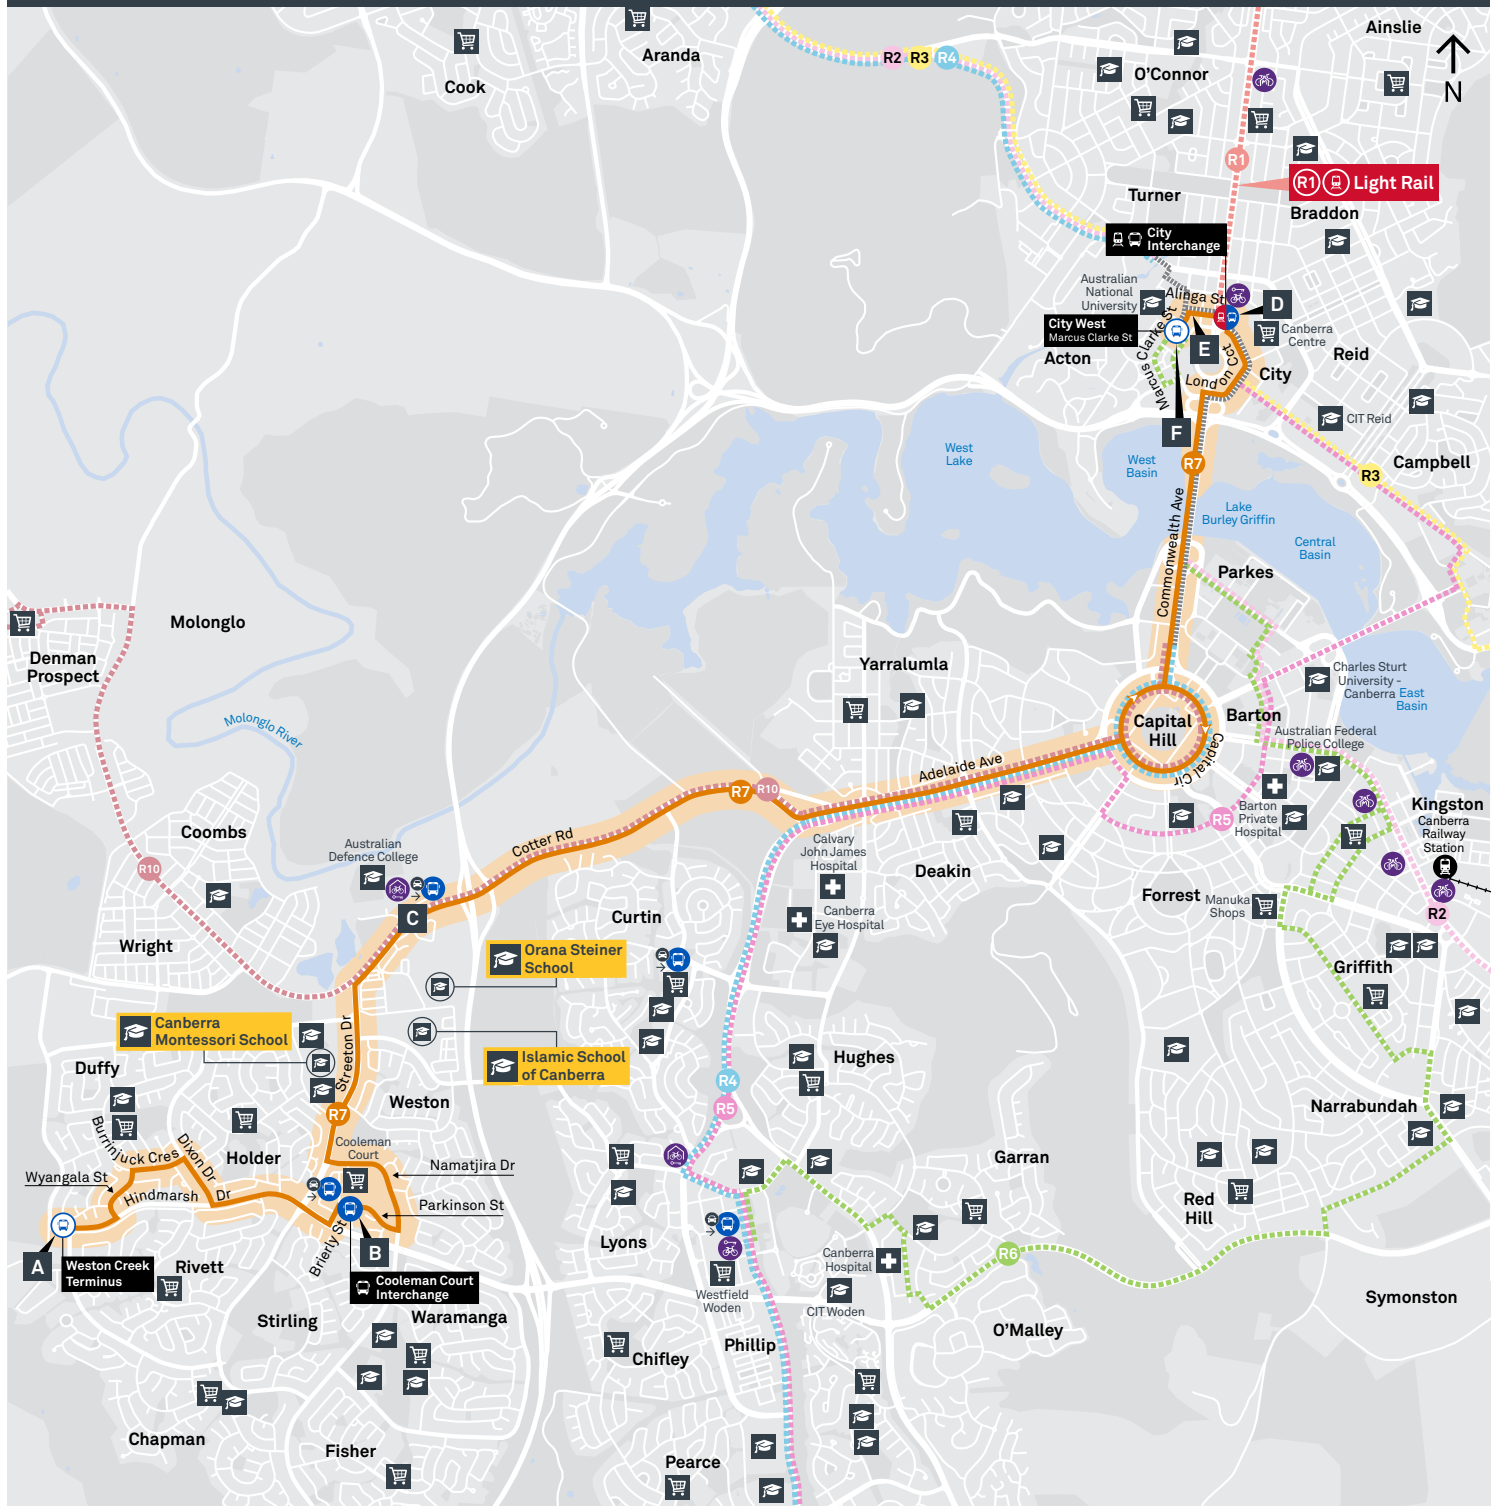 Ainslie
Aranda
R2 R3 R4
O'Connor
Cook
N
R1
R1 Light Rail
Turner
Braddon
City
Interchange
Australian
National
University
Alinga St
D
City West
Marcus Clarke St
Marcus Clarke St
E
Canberra
Centre
Acton
Reid
London Cct
City
F
CIT Reid
West
Lake
West
Basin
R7
Campbell
R3
Lake
Burley Griffin
Commonwealth Ave
Central
Basin
Parkes
Molonglo
Denman
Prospect
Yarralumla
Charles Sturt
University -
Canberra
East
Basin
Molonglo River
Capital
Hill
Barton
Capital Cir
Australian Federal
Police College
Adelaide Ave
R7 R10
R5
Barton
Private
Hospital
Kingston
Canberra
Railway
Station
Coombs
Cotter Rd
Australian
Defence College
Calvary
John James
Hospital
R10
Deakin
Forrest
Manuka
Shops
R2
C
Curtin
Canberra
Eye Hospital
Wright
Orana Steiner
School
Griffith
Canberra
Montessori School
Streeton Dr
Islamic School
of Canberra
Hughes
Duffy
R4
R7
Weston
R5
Narrabundah
Burrinjuck Cres
Dixon Dr
Cooleman
Court
Holder
Namatjira Dr
Garran
Wyangala St
Hindmarsh Dr
Parkinson St
Red
Hill
Brierly St
Lyons
B
A
Weston Creek
Terminus
Rivett
Canberra
Hospital
R6
Cooleman Court
Interchange
Westfield
Woden
CIT Woden
Symonston
Stirling
Waramanga
O'Malley
Phillip
Chifley
Chapman
Fisher
Pearce